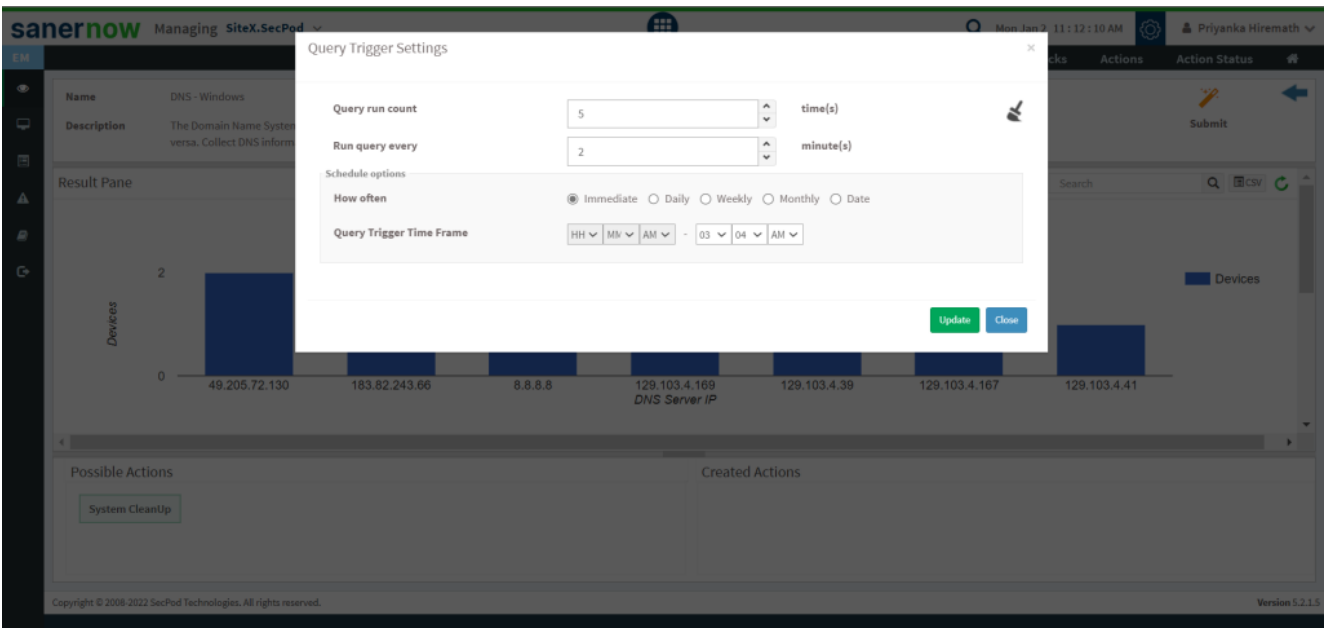 sanernow Managing SiteX.SecPod Mon Jan 2 11:12:10 AM Priyanka Hiremath
EM cks Actions Action Status
Query Trigger Settings ×
Name DNS - Windows
Description The Domain Name System
versa. Collect DNS inform
Submit
Query run count 5 time(s)
Run query every 2 minute(s)
Schedule options
How often Immediate Daily Weekly Monthly Date
Query Trigger Time Frame HH MM AM - 03 04 AM
Update Close
Result Pane Search CSV
2
Devices
0
Devices
49.205.72.130 183.82.243.66 8.8.8.8 129.103.4.169 129.103.4.39 129.103.4.167 129.103.4.41
DNS Server IP
Possible Actions Created Actions
System CleanUp
Copyright © 2008-2022 SecPod Technologies. All rights reserved. Version 5.2.1.5